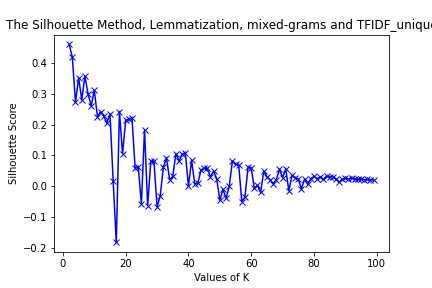 The Silhouette Method, Lemmatization, mixed-grams and TFIDF_unique
0.4
0.3
0.2
0.1
0.0
−0.1
−0.2
Silhouette Score
0 20 40 60 80 100
Values of K